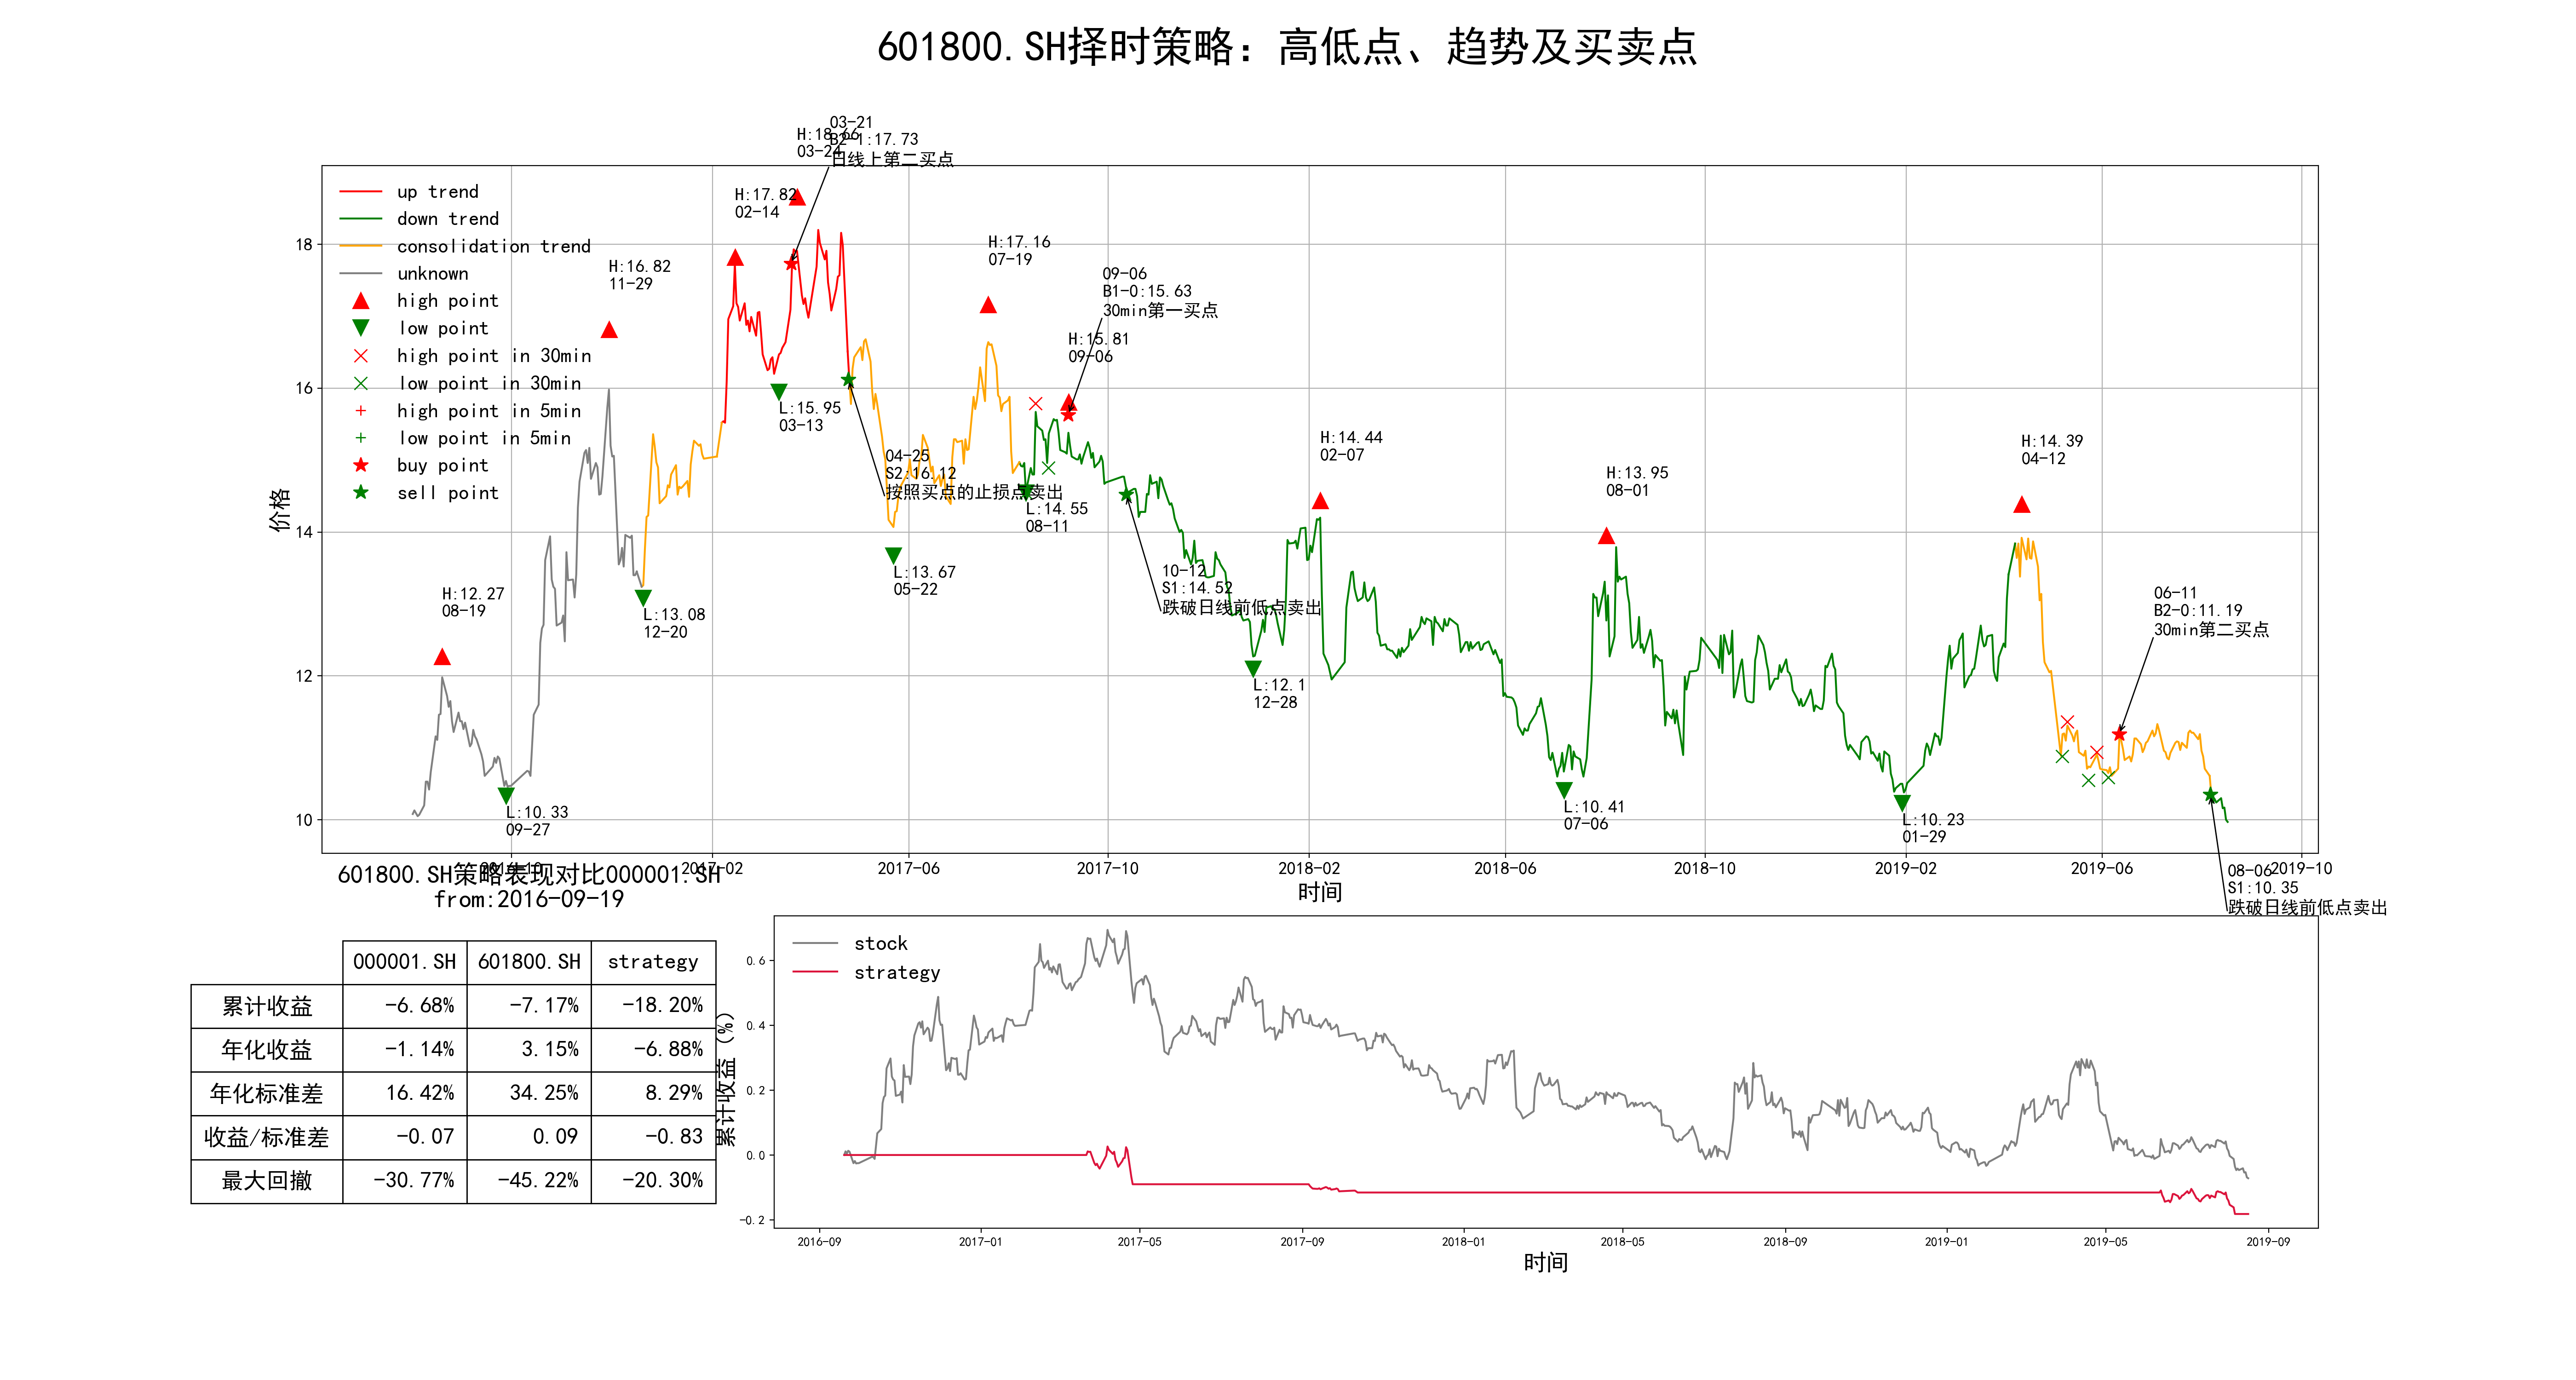 601800.SH择时策略：高低点、趋势及买卖点
03-21
B2-1:17.73
日线上第二买点
H:18.66
03-24
H:17.82
02-14
H:17.16
07-19
H:16.82
11-29
09-06
B1-0:15.63
30min第一买点
H:15.81
09-06
L:15.95
03-13
04-25
S2:16.12
按照买点的止损点卖出
L:14.55
08-11
H:14.44
02-07
H:13.95
08-01
H:14.39
04-12
H:12.27
08-19
L:13.08
12-20
L:13.67
05-22
10-12
S1:14.52
跌破日线前低点卖出
06-11
B2-0:11.19
30min第二买点
L:12.1
12-28
L:10.33
09-27
L:10.41
07-06
L:10.23
01-29
08-06
S1:10.35
跌破日线前低点卖出
up trend
down trend
consolidation trend
unknown
high point
low point
high point in 30min
low point in 30min
high point in 5min
low point in 5min
buy point
sell point
价格
18
16
14
12
10
2016-10 2017-02 2017-06 2017-10 2018-02 2018-06 2018-10 2019-02 2019-06 2019-10
时间
601800.SH策略表现对比000001.SH
from:2016-09-19
000001.SH 601800.SH strategy
累计收益 -6.68% -7.17% -18.20%
年化收益 -1.14% 3.15% -6.88%
年化标准差 16.42% 34.25% 8.29%
收益/标准差 -0.07 0.09 -0.83
最大回撤 -30.77% -45.22% -20.30%
stock
strategy
累计收益（%）
0.6
0.4
0.2
0.0
-0.2
2016-09 2017-01 2017-05 2017-09 2018-01 2018-05 2018-09 2019-01 2019-05 2019-09
时间